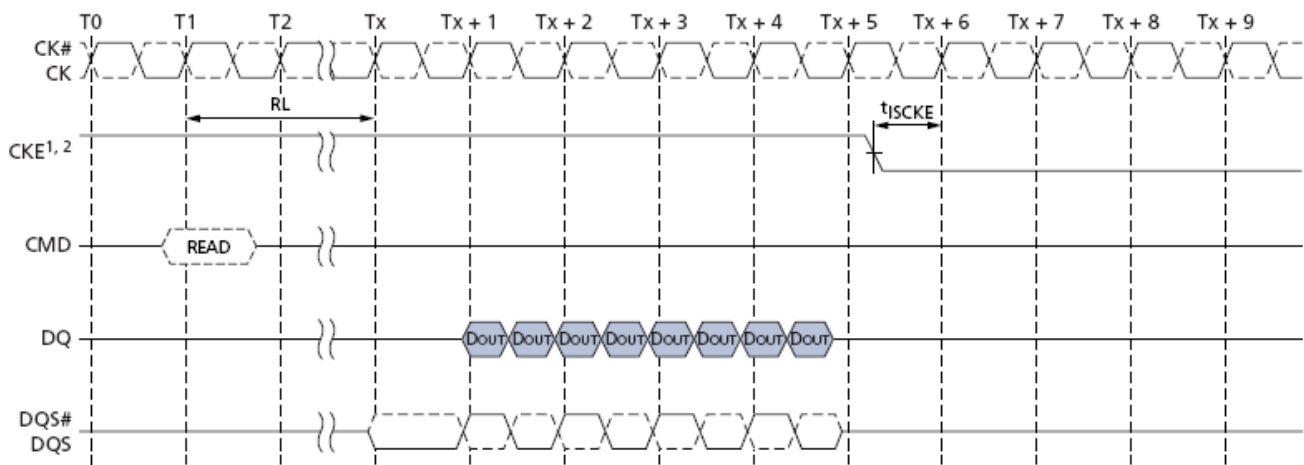 T0 T1 T2 Tx Tx + 1 Tx + 2 Tx + 3 Tx + 4 Tx + 5 Tx + 6 Tx + 7 Tx + 8 Tx + 9
CK#
CK
RL
tISCKE
CKE1, 2
CMD
READ
DQ
DOUT DOUT DOUT DOUT DOUT DOUT DOUT DOUT
DQS#
DQS